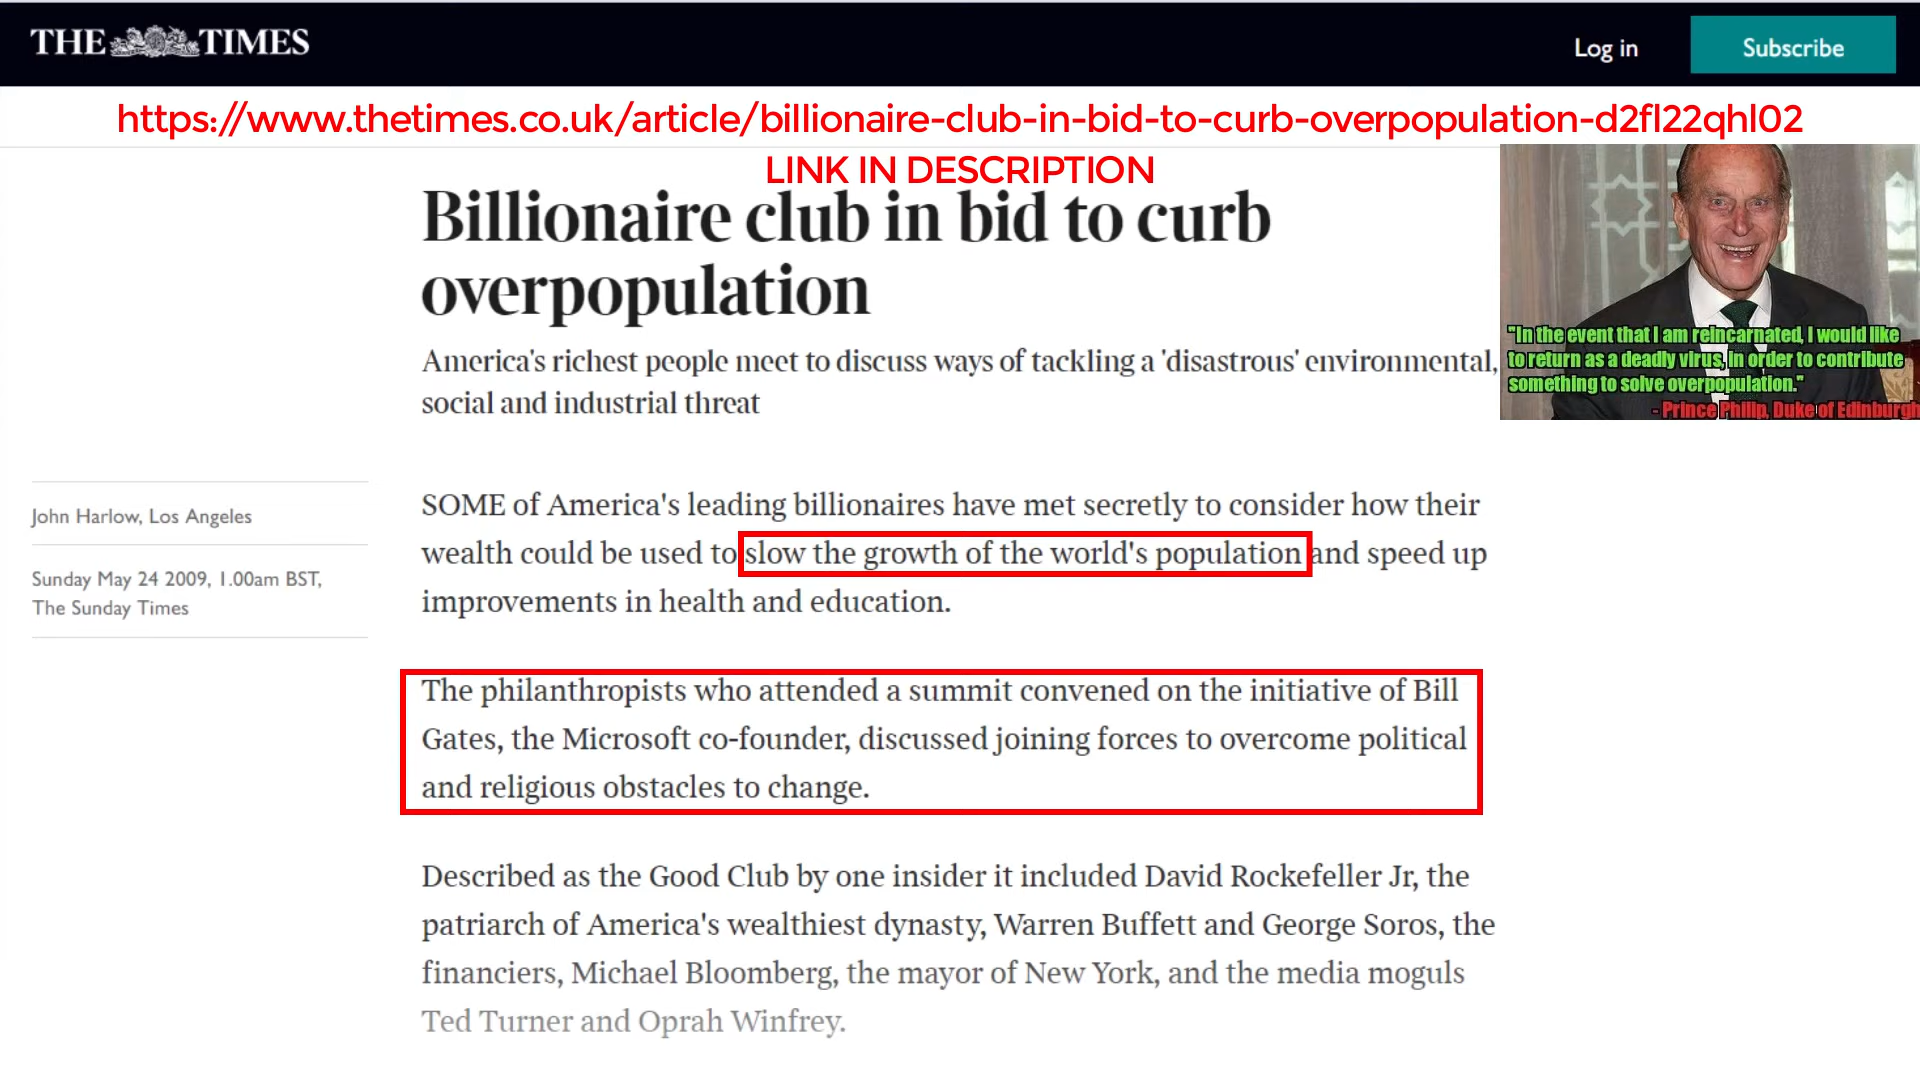 THE TIMES
Log in
Subscribe
https://www.thetimes.co.uk/article/billionaire-club-in-bid-to-curb-overpopulation-d2fl22qhl02
LINK IN DESCRIPTION
Billionaire club in bid to curb
overpopulation
America's richest people meet to discuss ways of tackling a 'disastrous' environmental,
social and industrial threat
"In the event that I am reincarnated, I would like
to return as a deadly virus, in order to contribute
something to solve overpopulation."
- Prince Philip, Duke of Edinburgh
John Harlow, Los Angeles
Sunday May 24 2009, 1.00am BST,
The Sunday Times
SOME of America's leading billionaires have met secretly to consider how their
wealth could be used to slow the growth of the world's population and speed up
improvements in health and education.
The philanthropists who attended a summit convened on the initiative of Bill
Gates, the Microsoft co-founder, discussed joining forces to overcome political
and religious obstacles to change.
Described as the Good Club by one insider it included David Rockefeller Jr, the
patriarch of America's wealthiest dynasty, Warren Buffett and George Soros, the
financiers, Michael Bloomberg, the mayor of New York, and the media moguls
Ted Turner and Oprah Winfrey.